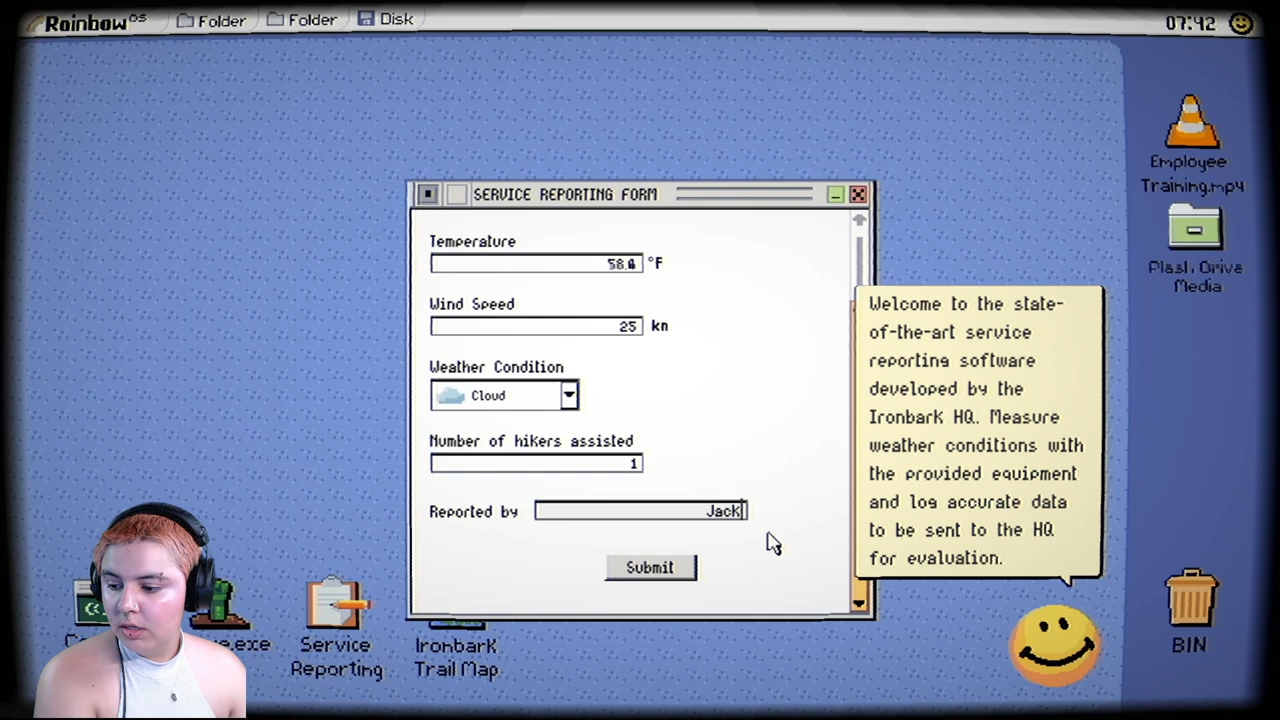 Rainbow OS
Folder
Folder
Disk
07:42
Employee
Training.mp4
SERVICE REPORTING FORM
Temperature
°F
Wind Speed
25 kn
Weather Condition
Cloud
Number of hikers assisted
1
Reported by
Jack
Submit
Welcome to the state-
of-the-art service
reporting software
developed by the
Ironbark HQ. Measure
weather conditions with
the provided equipment
and log accurate data
to be sent to the HQ
for evaluation.
Drive
Media
.exe
Service
Reporting
Ironbark
Trail Map
BIN